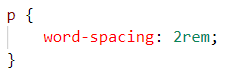 p {
    word-spacing: 2rem;
}